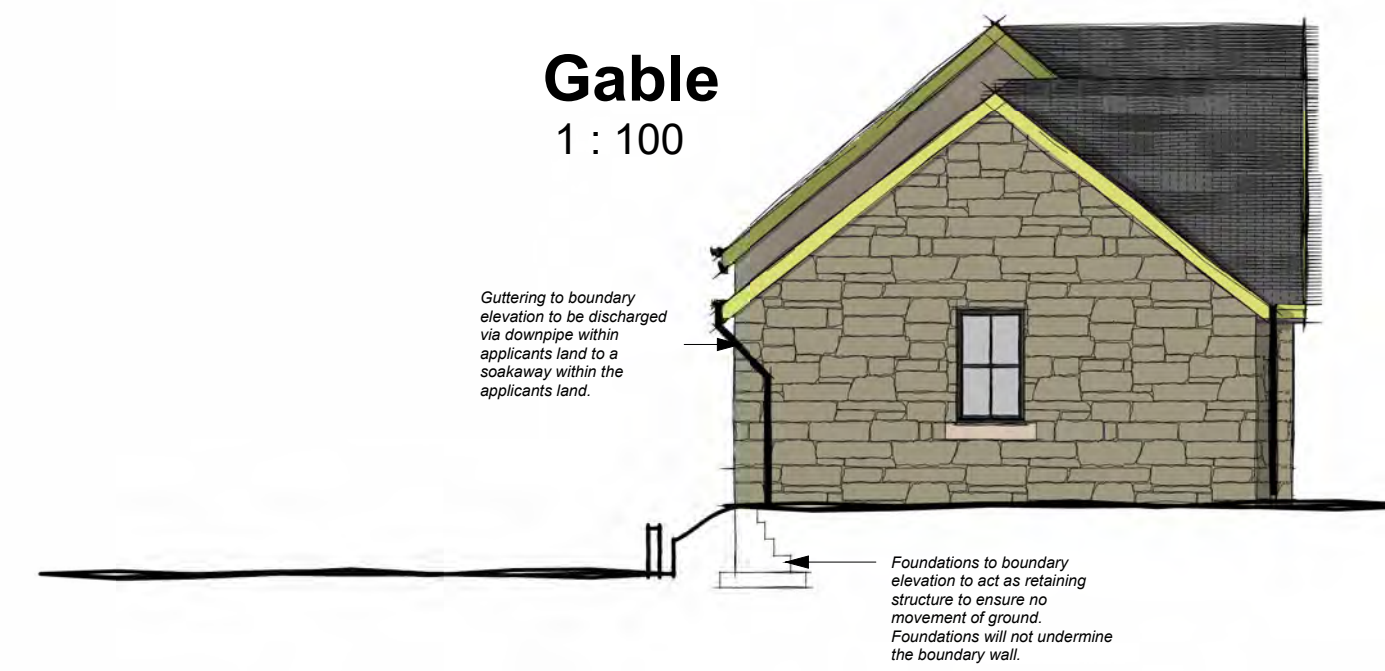 Gable
1 : 100
Guttering to boundary
elevation to be discharged
via downpipe within
applicants land to a
soakaway within the
applicants land.
Foundations to boundary
elevation to act as retaining
structure to ensure no
movement of ground.
Foundations will not undermine
the boundary wall.